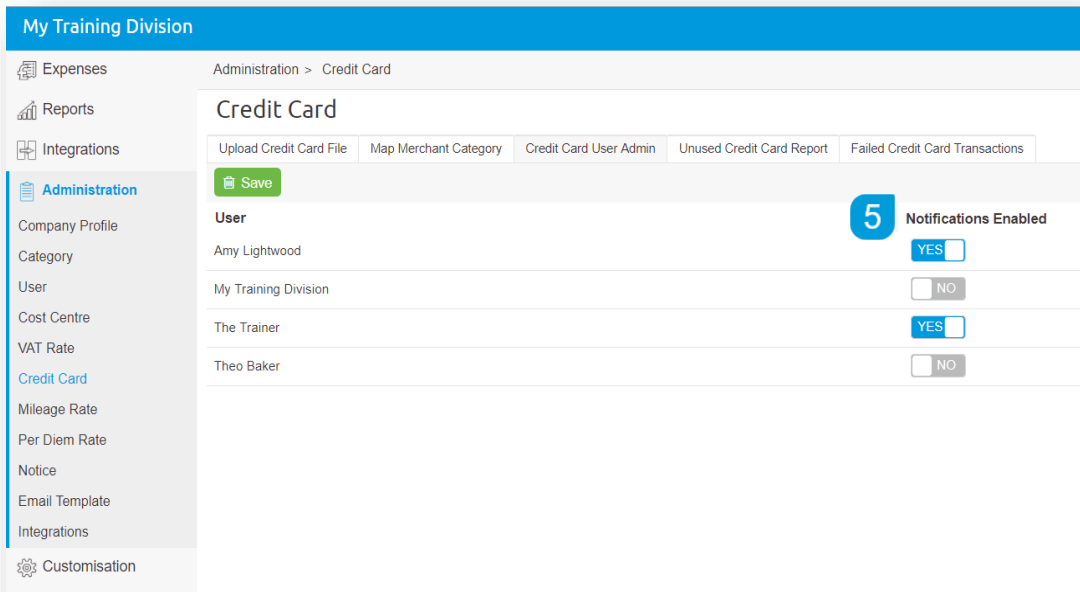 My Training Division
Expenses
Reports
Integrations
Administration
Company Profile
Category
User
Cost Centre
VAT Rate
Credit Card
Mileage Rate
Per Diem Rate
Notice
Email Template
Integrations
Customisation
Administration > Credit Card
Credit Card
Upload Credit Card File Map Merchant Category Credit Card User Admin Unused Credit Card Report Failed Credit Card Transactions
Save
User 5 Notifications Enabled
Amy Lightwood YES
My Training Division NO
The Trainer YES
Theo Baker NO